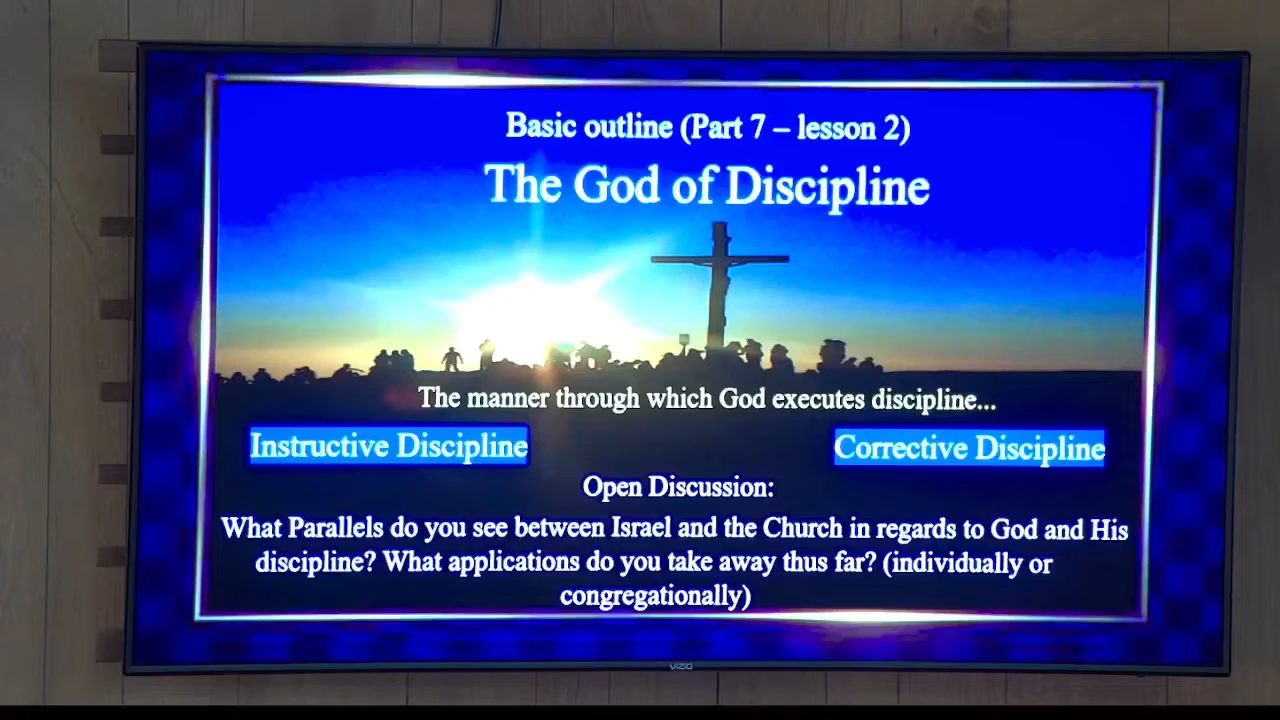 Basic outline (Part 7 – lesson 2)
The God of Discipline
The manner through which God executes discipline...
Instructive Discipline
Corrective Discipline
Open Discussion:
What Parallels do you see between Israel and the Church in regards to God and His
discipline? What applications do you take away thus far? (individually or
congregationally)
VIZIO